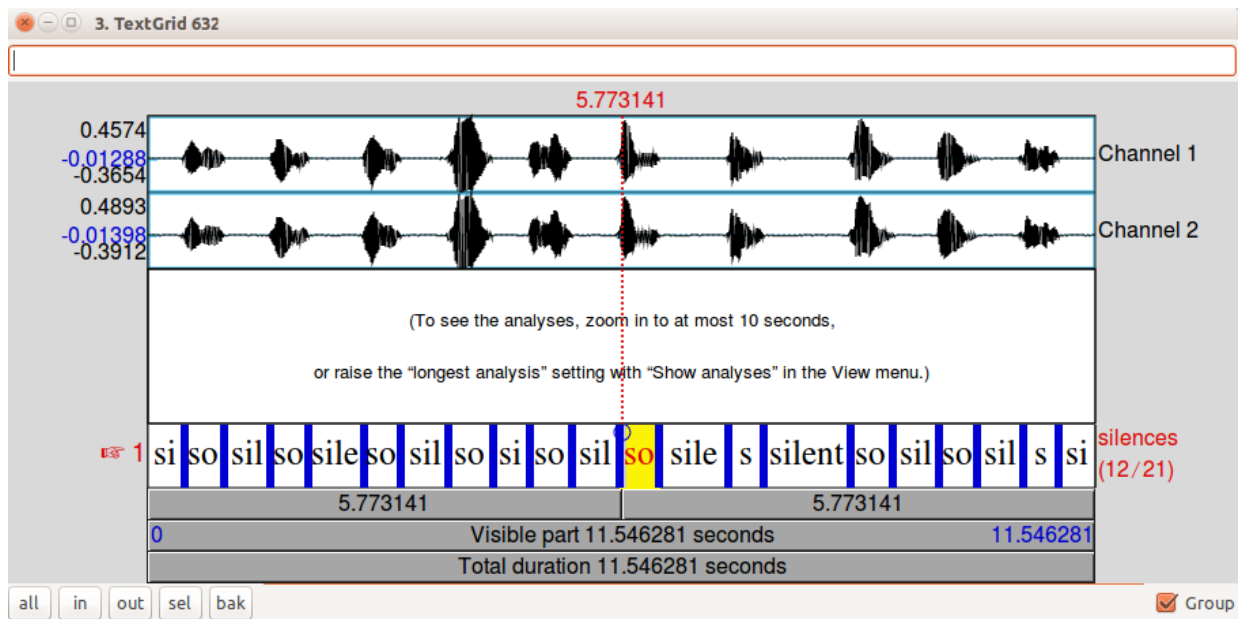 3. TextGrid 632
5.773141
0.4574
-0.01288
-0.3654
Channel 1
0.4893
-0.01398
-0.3912
Channel 2
(To see the analyses, zoom in to at most 10 seconds,
or raise the “longest analysis” setting with “Show analyses” in the View menu.)
☞ 1 si so sil so sile so sil so si so sil so sile s silent so sil so sil s si
silences
(12/21)
5.773141 5.773141
0 Visible part 11.546281 seconds 11.546281
Total duration 11.546281 seconds
all in out sel bak Group